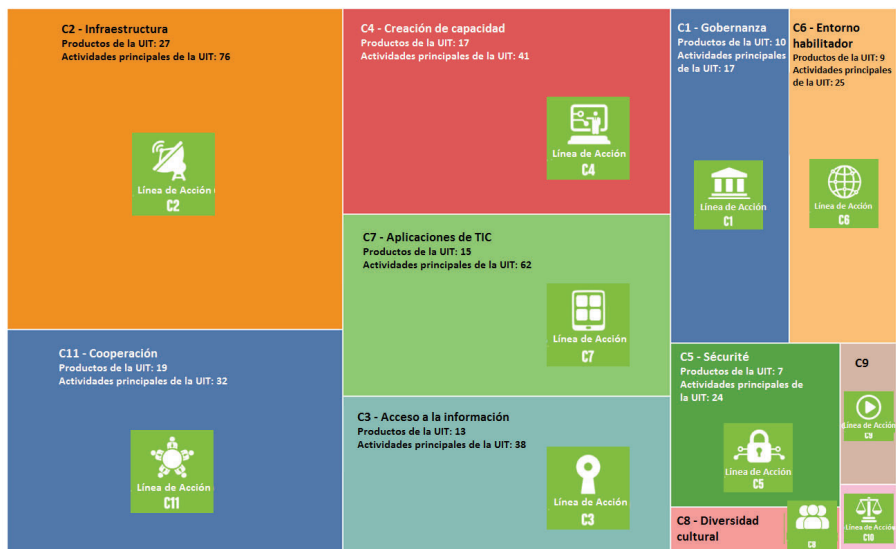 C2 - Infraestructura
Productos de la UIT: 27
Actividades principales de la UIT: 76
Línea de Acción
C2
C11 - Cooperación
Productos de la UIT: 19
Actividades principales de la UIT: 32
Línea de Acción
C11
C4 - Creación de capacidad
Productos de la UIT: 17
Actividades principales de la UIT: 41
Línea de Acción
C4
C7 - Aplicaciones de TIC
Productos de la UIT: 15
Actividades principales de la UIT: 62
Línea de Acción
C7
C3 - Acceso a la información
Productos de la UIT: 13
Actividades principales de la UIT: 38
Línea de Acción
C3
C1 - Gobernanza
Productos de la UIT: 10
Actividades principales
de la UIT: 17
Línea de Acción
C1
C6 - Entorno
habilitador
Productos de la UIT: 9
Actividades principales
de la UIT: 25
Línea de Acción
C6
C5 - Sécurité
Productos de la UIT: 7
Actividades principales de
la UIT: 24
Línea de Acción
C5
C9
Línea de Acción
C9
C8 - Diversidad
cultural
C8
Línea de Acción
C10